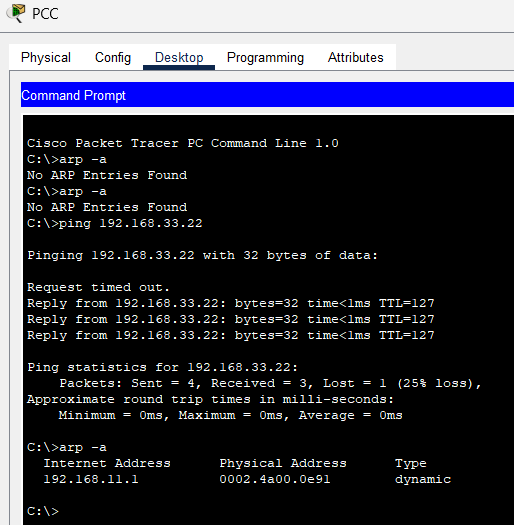 PCC
Physical Config Desktop Programming Attributes
Command Prompt
Cisco Packet Tracer PC Command Line 1.0
C:\>arp -a
No ARP Entries Found
C:\>arp -a
No ARP Entries Found
C:\>ping 192.168.33.22
Pinging 192.168.33.22 with 32 bytes of data:
Request timed out.
Reply from 192.168.33.22: bytes=32 time<1ms TTL=127
Reply from 192.168.33.22: bytes=32 time<1ms TTL=127
Reply from 192.168.33.22: bytes=32 time<1ms TTL=127
Ping statistics for 192.168.33.22:
Packets: Sent = 4, Received = 3, Lost = 1 (25% loss),
Approximate round trip times in milli-seconds:
Minimum = 0ms, Maximum = 0ms, Average = 0ms
C:\>arp -a
Internet Address Physical Address Type
192.168.11.1 0002.4a00.0e91 dynamic
C:\>